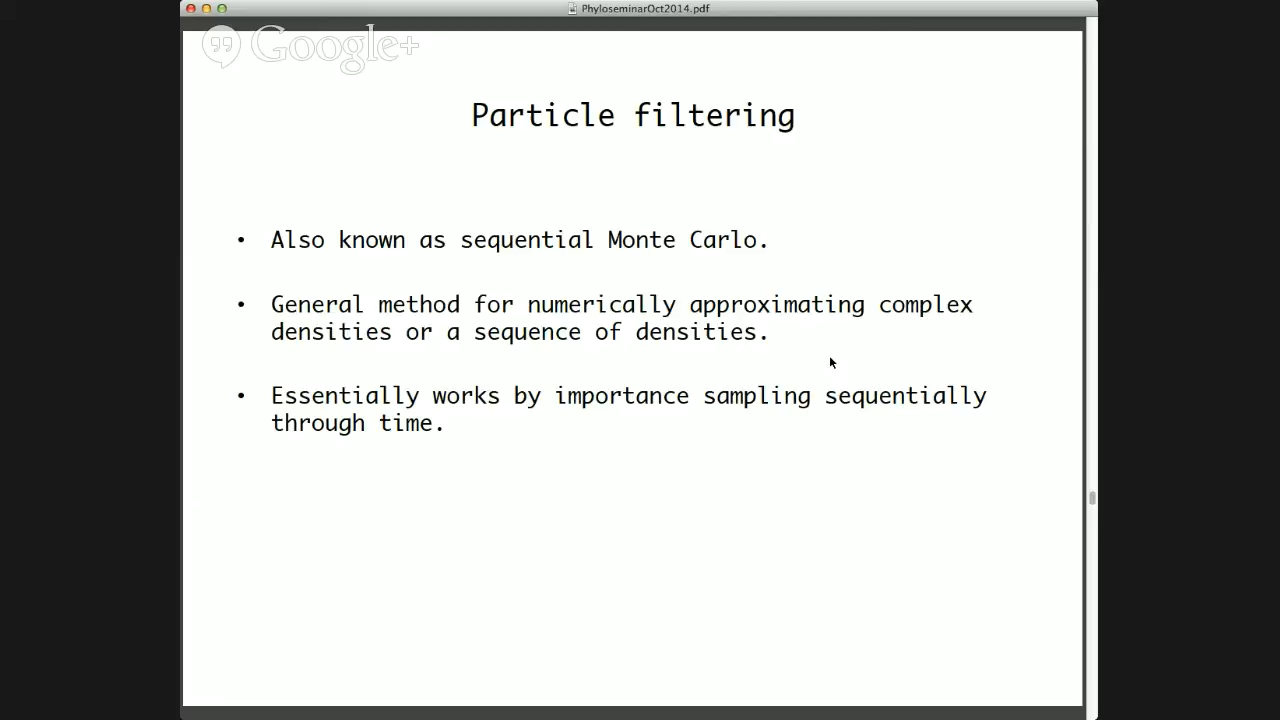 PhyloseminarOct2014.pdf
Google+
Particle filtering
• Also known as sequential Monte Carlo.
• General method for numerically approximating complex
densities or a sequence of densities.
• Essentially works by importance sampling sequentially
through time.